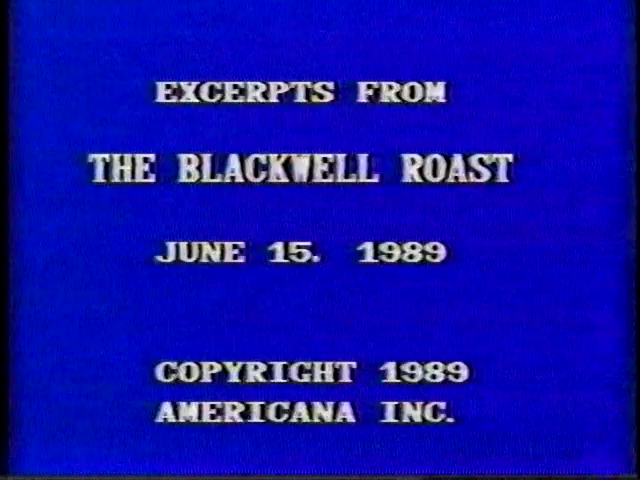 EXCERPTS FROM
THE BLACKWELL ROAST
JUNE 15. 1989
COPYRIGHT 1989
AMERICANA INC.